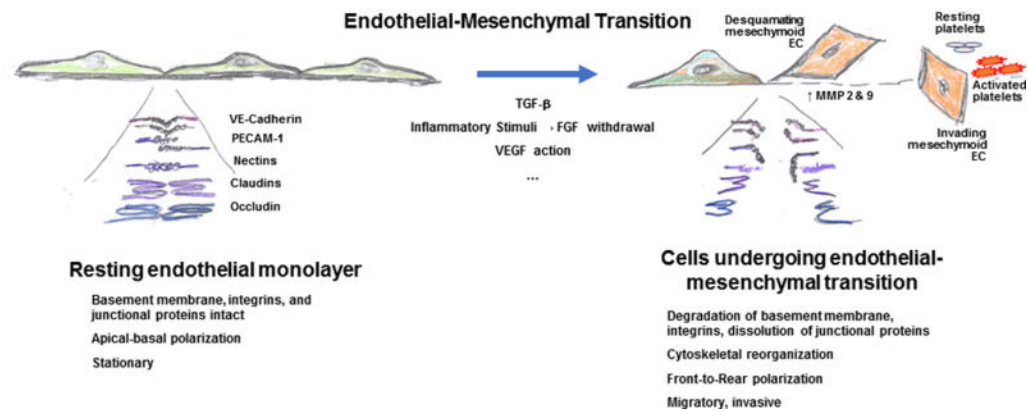 Endothelial-Mesenchymal Transition
Desquamating
mesechymoid
EC
Resting
platelets
Activated
platelets
↑ MMP 2 & 9
Invading
mesechymoid
EC
TGF-β
Inflammatory Stimuli → FGF withdrawal
VEGF action
...
VE-Cadherin
PECAM-1
Nectins
Claudins
Occludin
Resting endothelial monolayer
Basement membrane, integrins, and
junctional proteins intact
Apical-basal polarization
Stationary
Cells undergoing endothelial-
mesenchymal transition
Degradation of basement membrane,
integrins, dissolution of junctional proteins
Cytoskeletal reorganization
Front-to-Rear polarization
Migratory, invasive